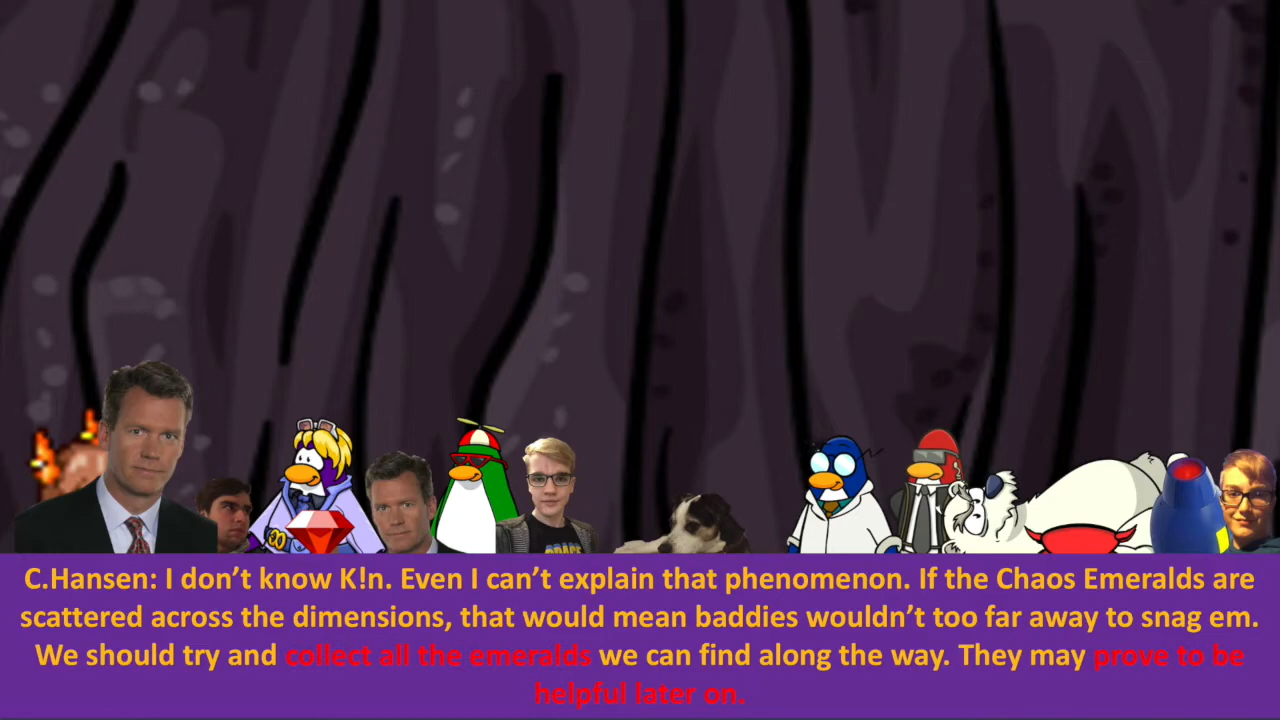 C.Hansen: I don’t know K!n. Even I can’t explain that phenomenon. If the Chaos Emeralds are
scattered across the dimensions, that would mean baddies wouldn’t too far away to snag em.
We should try and collect all the emeralds we can find along the way. They may prove to be
helpful later on.